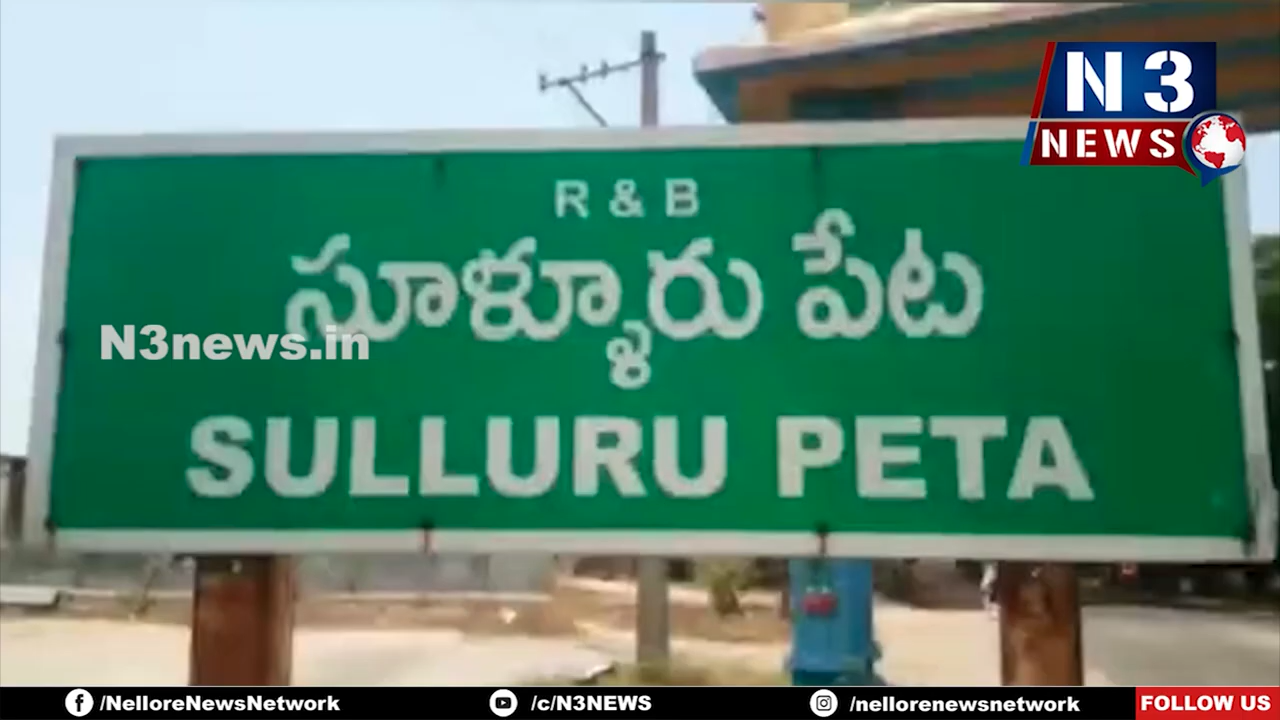 N 3
NEWS
R & B
సూళ్ళూరు పేట
N3news.in
SULLURU PETA
/NelloreNewsNetwork
/c/N3NEWS
/nellorenewsnetwork
FOLLOW US